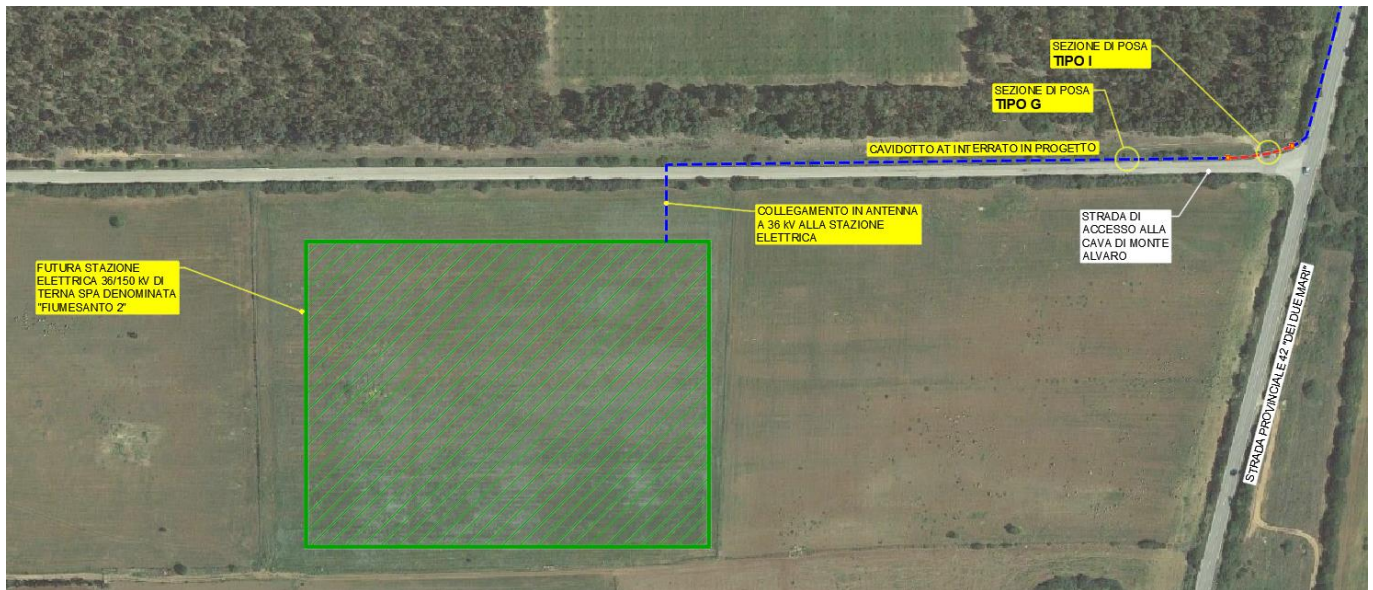 SEZIONE DI POSA
TIPO I
SEZIONE DI POSA
TIPO G
CAVIDOTTO AT INTERRATO IN PROGETTO
COLLEGAMENTO IN ANTENNA
A 36 kV ALLA STAZIONE
ELETTRICA
STRADA DI
ACCESSO ALLA
CAVA DI MONTE
ALVARO
FUTURA STAZIONE
ELETTRICA 36/150 kV DI
TERNA SPA DENOMINATA
"FIUMESANTO 2"
STRADA PROVINCIALE 42 "DEI DUE MARI"